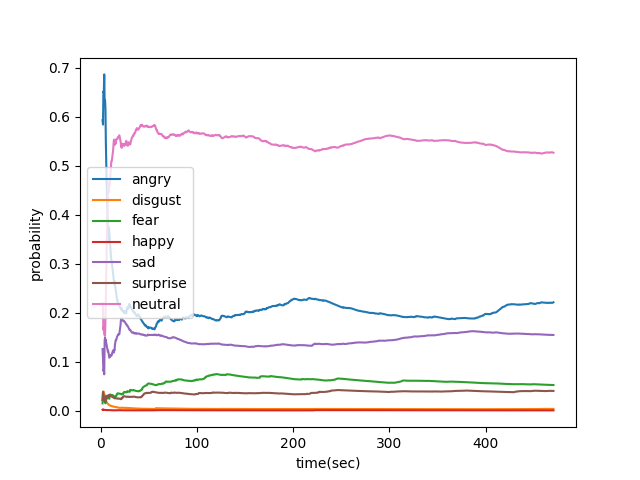 0.7
0.6
0.5
0.4
0.3
0.2
0.1
0.0
probability
angry
disgust
fear
happy
sad
surprise
neutral
0 100 200 300 400
time(sec)